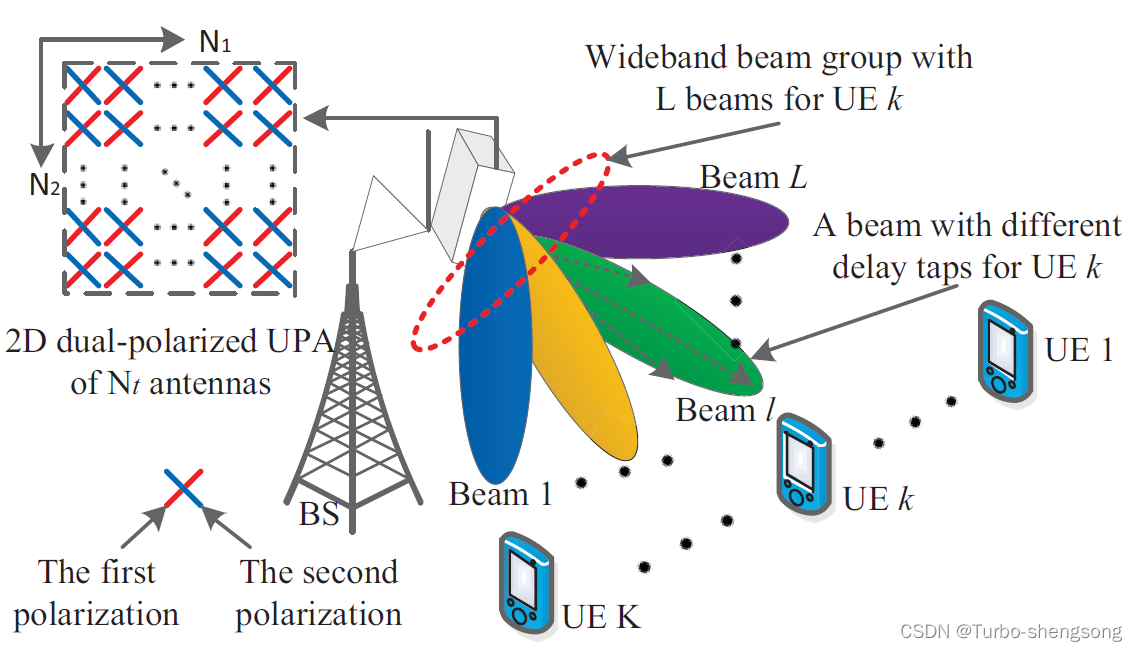 N1
N2
Wideband beam group with
L beams for UE k
Beam L
A beam with different
delay taps for UE k
2D dual-polarized UPA
of Nt antennas
UE 1
Beam l
Beam 1
UE k
BS
The first
polarization
The second
polarization
UE K
CSDN @Turbo-shengsong